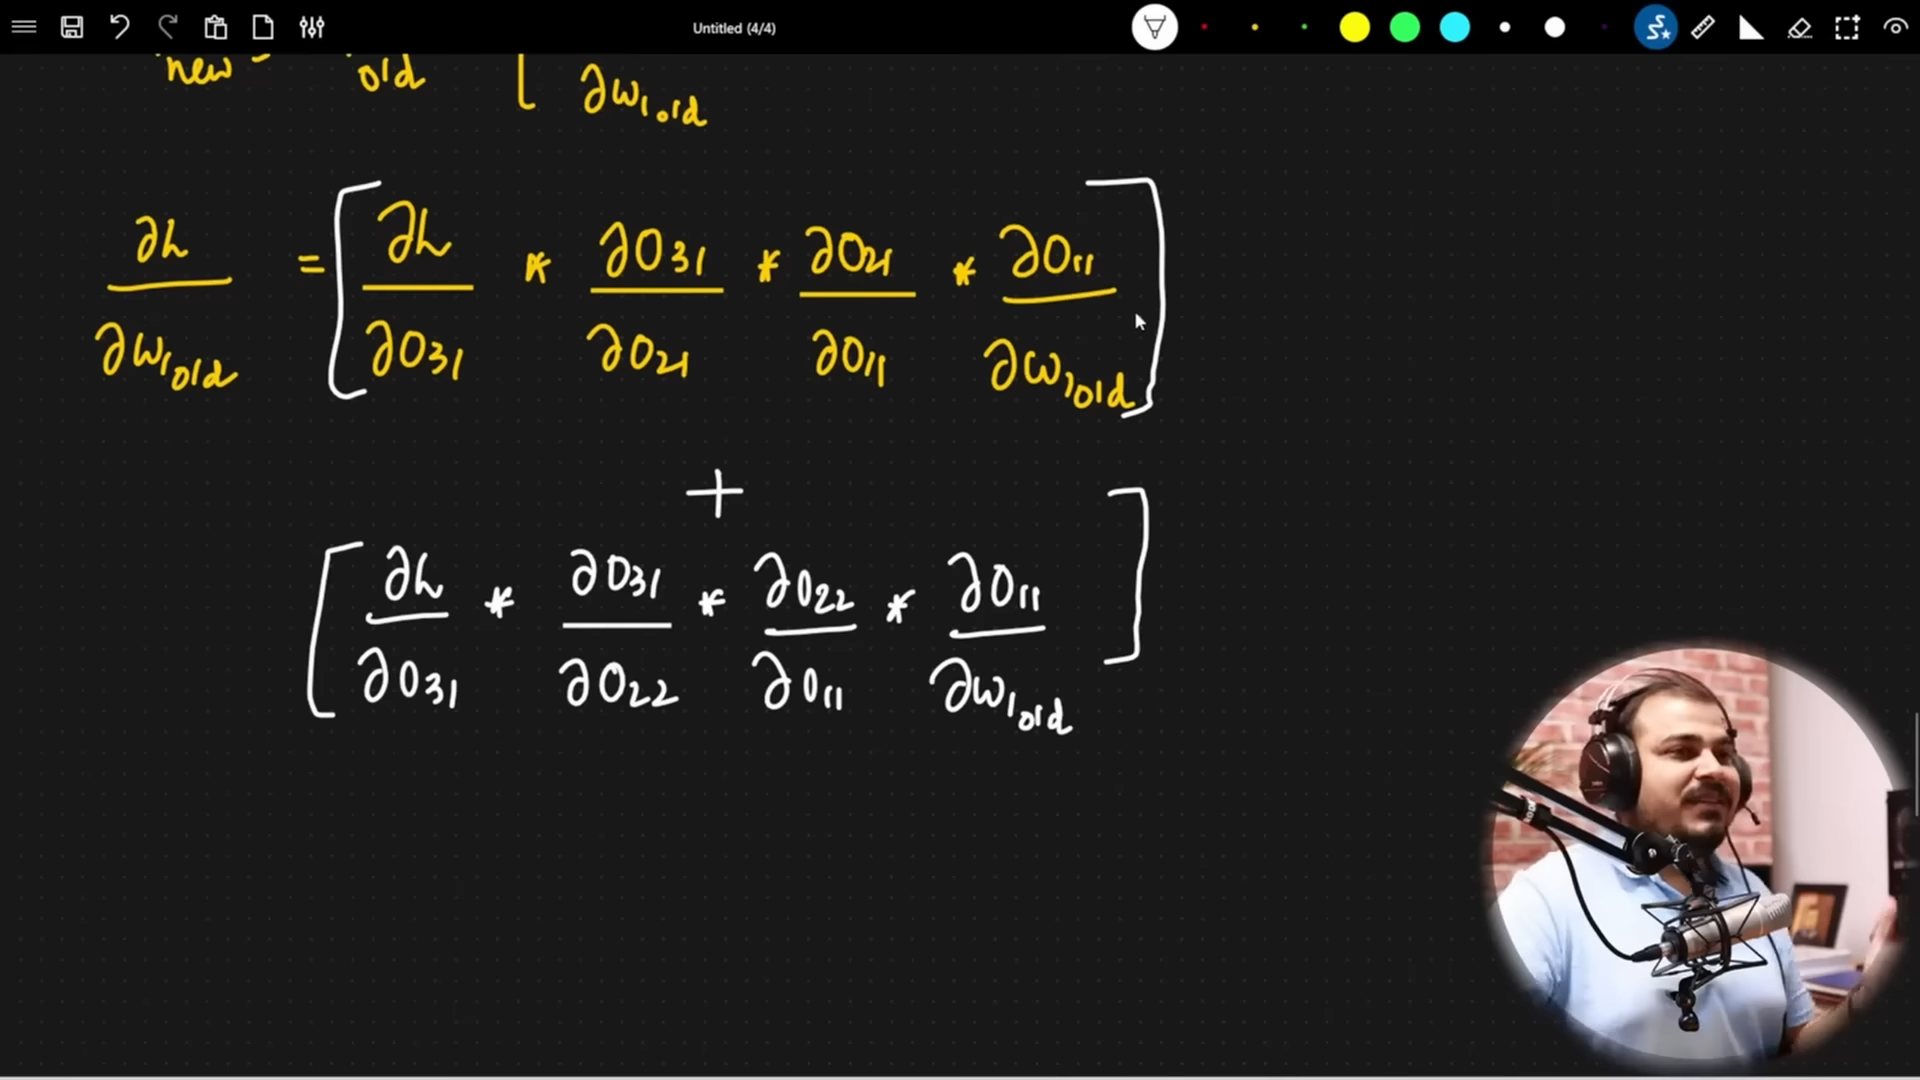 Untitled (4/4)
new = old [ ∂w₁old
∂L/∂w₁old = [ ∂L/∂O₃₁ * ∂O₃₁/∂O₂₁ * ∂O₂₁/∂O₁₁ * ∂O₁₁/∂w₁old ]
+
[ ∂L/∂O₃₁ * ∂O₃₁/∂O₂₂ * ∂O₂₂/∂O₁₁ * ∂O₁₁/∂w₁old ]